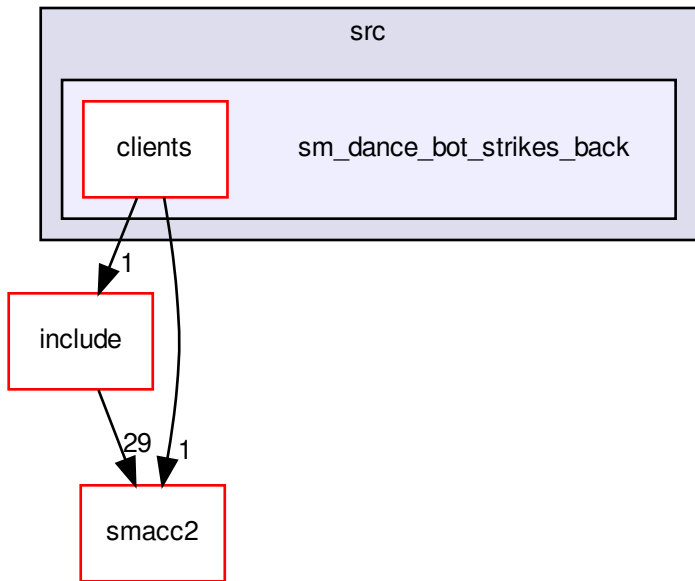 src
clients
sm_dance_bot_strikes_back
1
include
29
1
smacc2